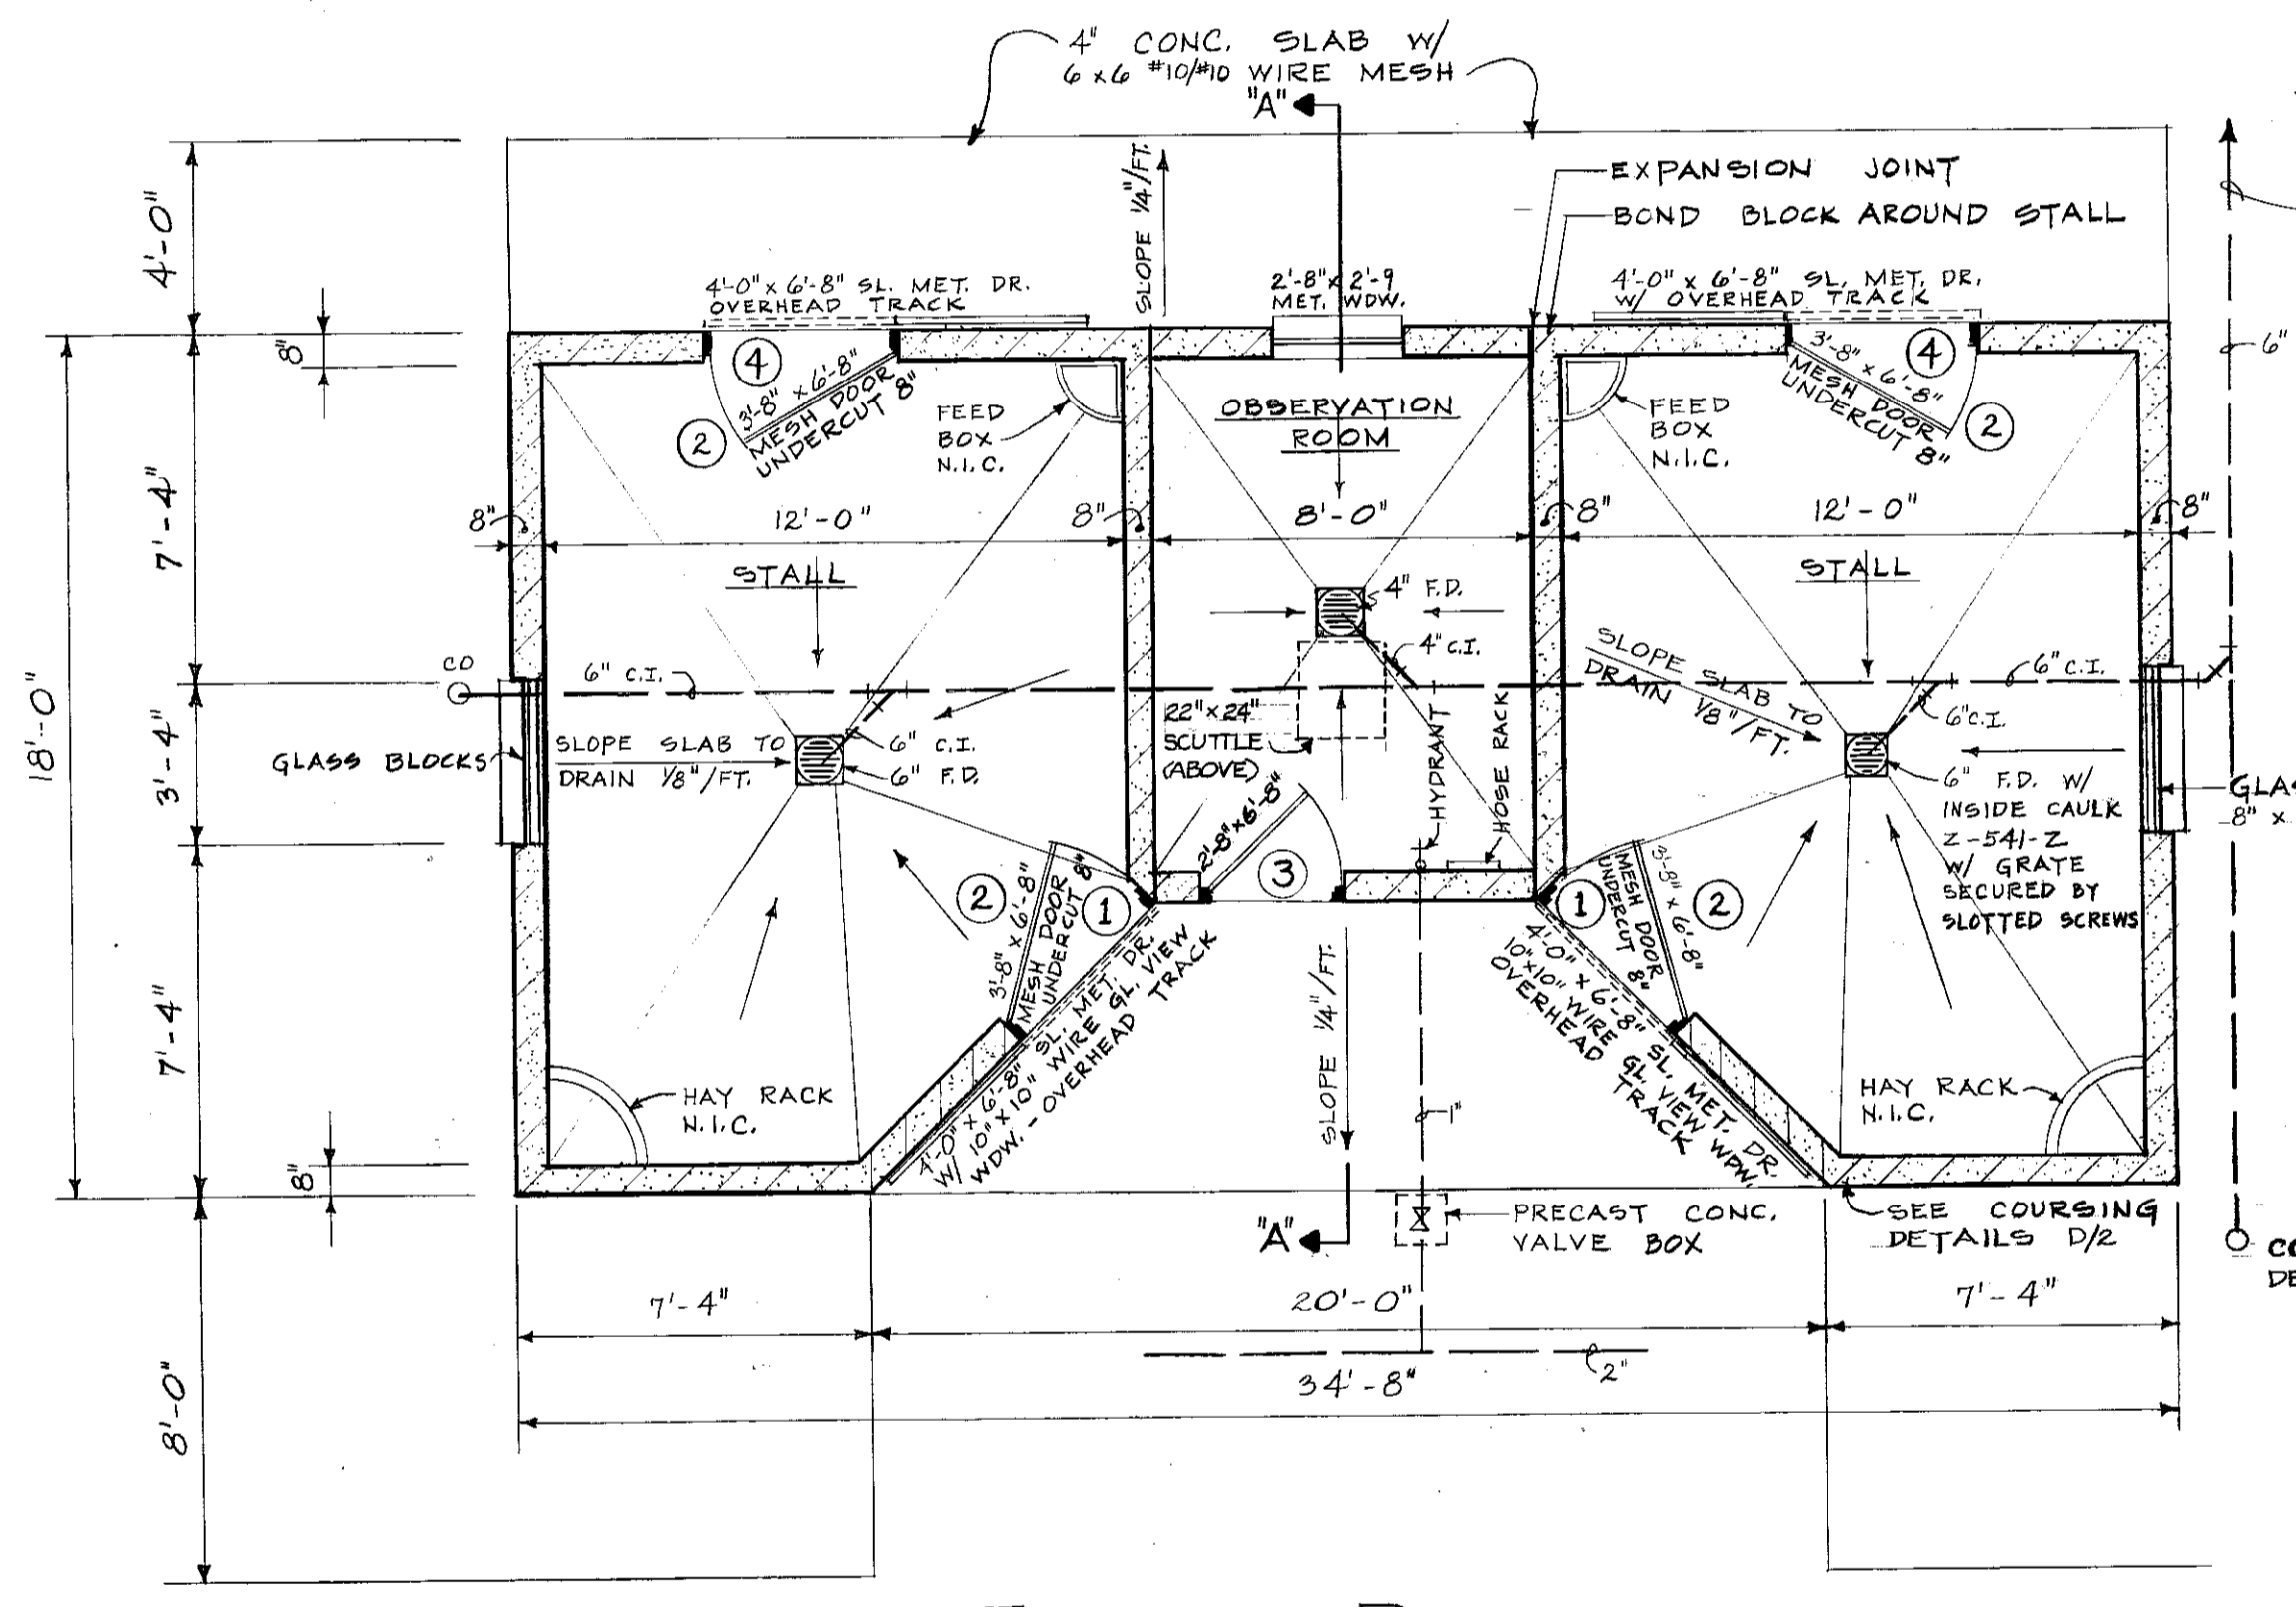 4" CONC. SLAB W/
6 x 6 #10/#10 WIRE MESH
"A"
EXPANSION JOINT
BOND BLOCK AROUND STALL
SLOPE 1/4"/FT.
4'-0"
4'-0" x 6'-8" SL. MET. DR.
OVERHEAD TRACK
2'-8" x 2'-9
MET. WDW.
4'-0" x 6'-8" SL. MET. DR.
W/ OVERHEAD TRACK
8"
4
3'-8" x 6'-8"
MESH DOOR
UNDERCUT 8"
2
FEED
BOX
N.I.C.
OBSERVATION
ROOM
FEED
BOX
N.I.C.
4
3'-8" x 6'-8"
MESH DOOR
UNDERCUT 8"
2
6"
7'-4"
8"
12'-0"
8"
8'-0"
8"
12'-0"
8"
STALL
STALL
4" F.D.
4" C.I.
CO
6" C.I.
6" C.I.
SLOPE SLAB TO
DRAIN 1/8"/FT.
6" C.I.
18'-0"
3'-4"
GLASS BLOCKS
SLOPE SLAB TO
DRAIN 1/8"/FT.
6" C.I.
6" F.D.
22" x 24"
SCUTTLE
(ABOVE)
HYDRANT
HOSE RACK
6" F.D. W/
INSIDE CAULK
Z-541-Z
W/ GRATE
SECURED BY
SLOTTED SCREWS
GLAS
8" x
2'-8" x 6'-8"
3
2
3'-8" x 6'-8"
MESH DOOR
UNDERCUT 8"
1
1
MESH DOOR
UNDERCUT 8"
3'-8" x 6'-8"
2
7'-4"
4'-0" x 6'-8" SL. MET. DR.
W/ 10" x 10" WIRE GL. VIEW
WDW. - OVERHEAD TRACK
4'-0" x 6'-8" SL. MET. DR.
10" x 10" WIRE GL. VIEW WDW.
OVERHEAD TRACK
SLOPE 1/4"/FT.
1"
HAY RACK
N.I.C.
HAY RACK
N.I.C.
8"
"A"
PRECAST CONC.
VALVE BOX
SEE COURSING
DETAILS D/2
CO
DE
7'-4"
20'-0"
7'-4"
2"
34'-8"
8'-0"